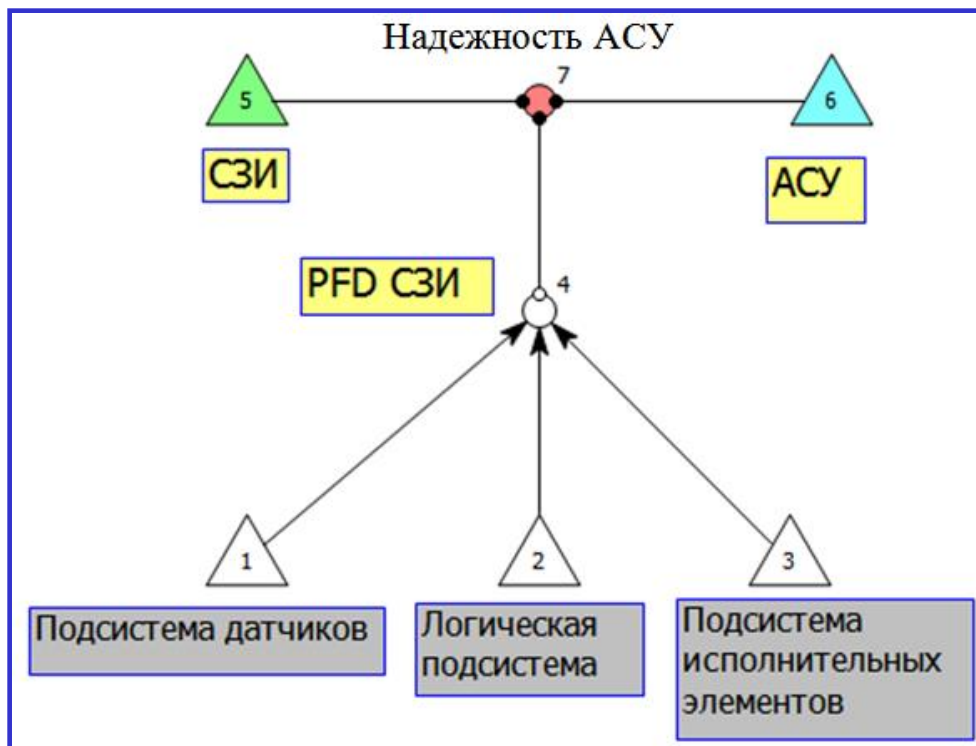 Надежность АСУ
7
5
6
СЗИ
АСУ
PFD СЗИ
4
1
2
3
Подсистема датчиков
Логическая
подсистема
Подсистема
исполнительных
элементов